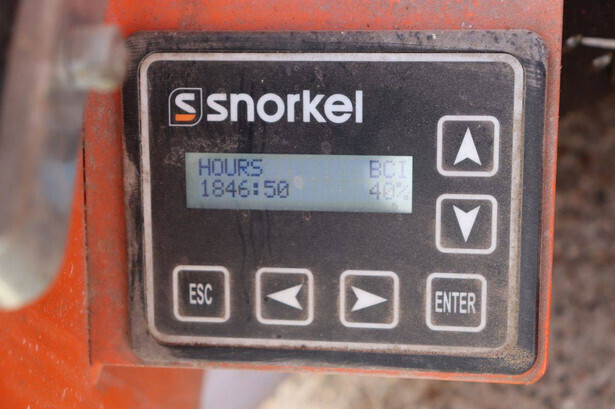 snorkel
HOURS BCI
1846:50 40%
ESC
ENTER